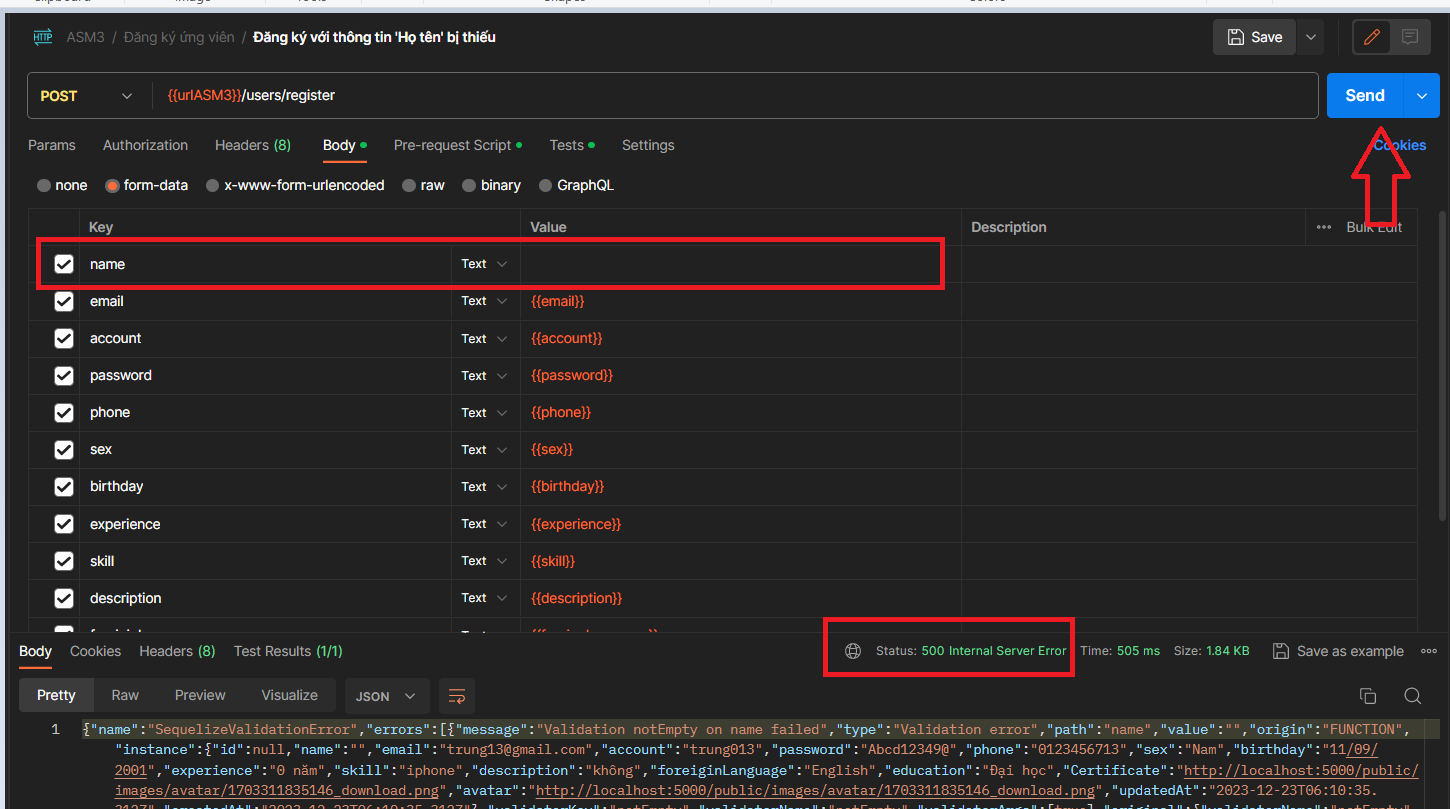 ASM3 / Đăng ký ứng viên / Đăng ký với thông tin 'Họ tên' bị thiếu Save
POST {{urlASM3}}/users/register Send
Params Authorization Headers (8) Body Pre-request Script Tests Settings Cookies
none form-data x-www-form-urlencoded raw binary GraphQL
Key Value Description Bulk Edit
name Text
email Text {{email}}
account Text {{account}}
password Text {{password}}
phone Text {{phone}}
sex Text {{sex}}
birthday Text {{birthday}}
experience Text {{experience}}
skill Text {{skill}}
description Text {{description}}
Body Cookies Headers (8) Test Results (1/1) Status: 500 Internal Server Error Time: 505 ms Size: 1.84 KB Save as example
Pretty Raw Preview Visualize JSON
1 {"name":"SequelizeValidationError","errors":[{"message":"Validation notEmpty on name failed","type":"Validation error","path":"name","value":"","origin":"FUNCTION",
"instance":{"id":null,"name":"","email":"trung13@gmail.com","account":"trung013","password":"Abcd12349@","phone":"0123456713","sex":"Nam","birthday":"11/09/
2001","experience":"0 năm","skill":"iphone","description":"không","foreiginLanguage":"English","education":"Đại học","Certificate":"http://localhost:5000/public/
images/avatar/1703311835146_download.png","avatar":"http://localhost:5000/public/images/avatar/1703311835146_download.png","updatedAt":"2023-12-23T06:10:35.